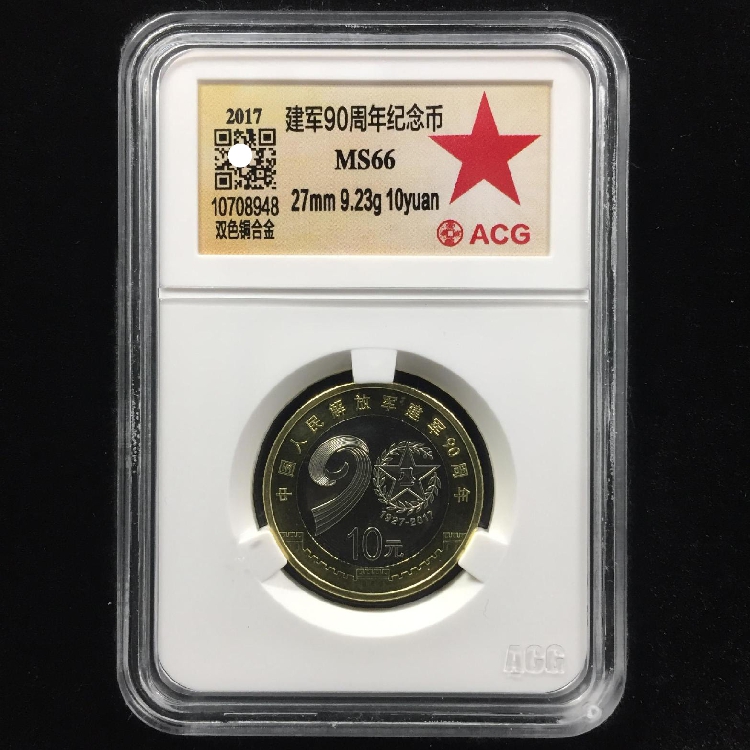 2017
建军90周年纪念币
MS66
10708948
27mm 9.23g 10yuan
双色铜合金
ACG
中国人民解放军建军90周年
90
1927-2017
10元
ACG